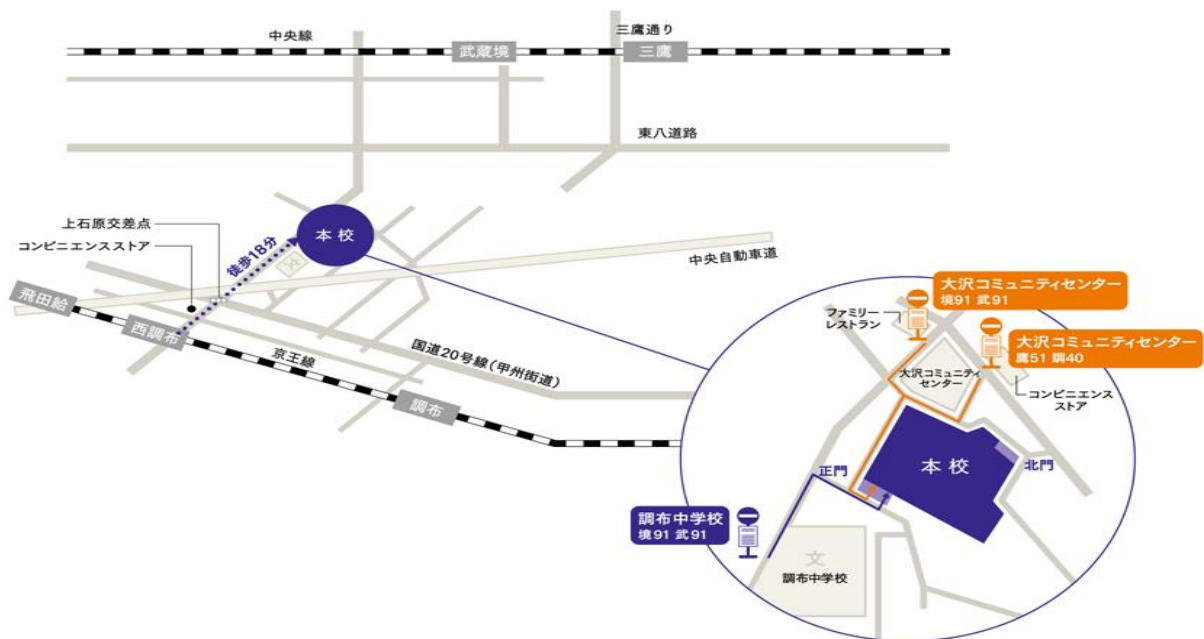 中央線
三鷹通り
武蔵境
三鷹
東八道路
上石原交差点
コンビニエンスストア
徒歩18分
本校
文
中央自動車道
飛田給
西調布
京王線
国道20号線(甲州街道)
調布
大沢コミュニティセンター
境91 武91
ファミリー
レストラン
大沢コミュニティセンター
鷹51 調40
大沢コミュニティ
センター
コンビニエンス
ストア
本校
正門
北門
調布中学校
境91 武91
文
調布中学校